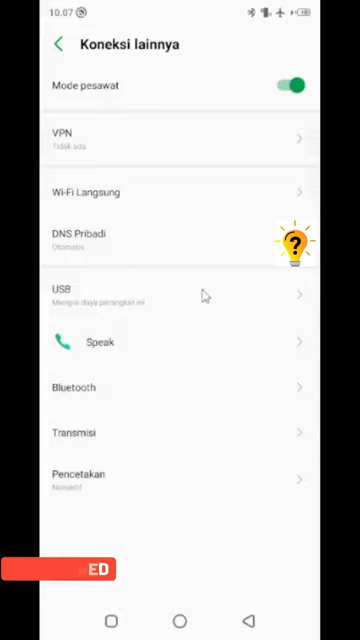 10.07
Koneksi lainnya
Mode pesawat
VPN
Tidak ada
Wi-Fi Langsung
DNS Pribadi
Otomatis
USB
Mengisi daya perangkat ini
Speak
Bluetooth
Transmisi
Pencetakan
Nonaktif
ED